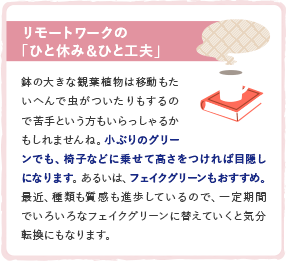 リモートワークの
「ひと休み&ひと工夫」
鉢の大きな観葉植物は移動もた
いへんで虫がついたりもするの
で苦手という方もいらっしゃるか
もしれませんね。小ぶりのグリー
ンでも、椅子などに乗せて高さをつければ目隠し
になります。あるいは、フェイクグリーンもおすすめ。
最近、種類も質感も進歩しているので、一定期間
でいろいろなフェイクグリーンに替えていくと気分
転換にもなります。